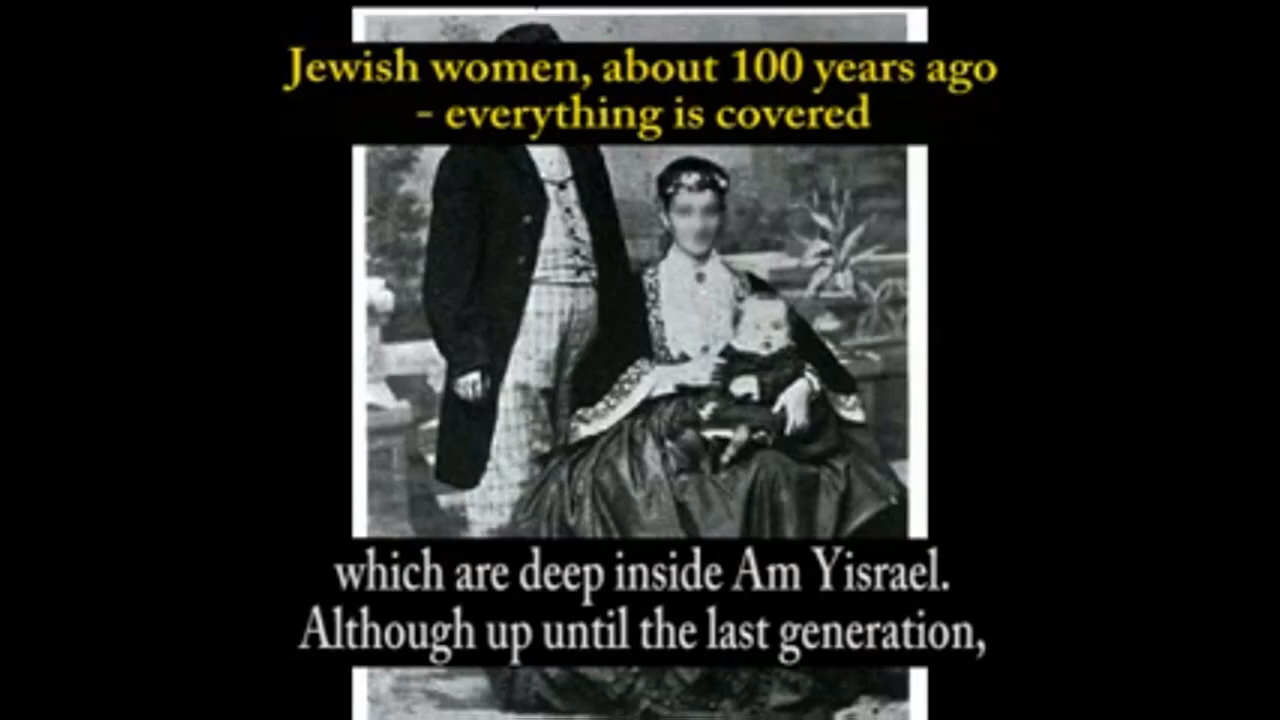 Jewish women, about 100 years ago
- everything is covered
which are deep inside Am Yisrael.
Although up until the last generation,